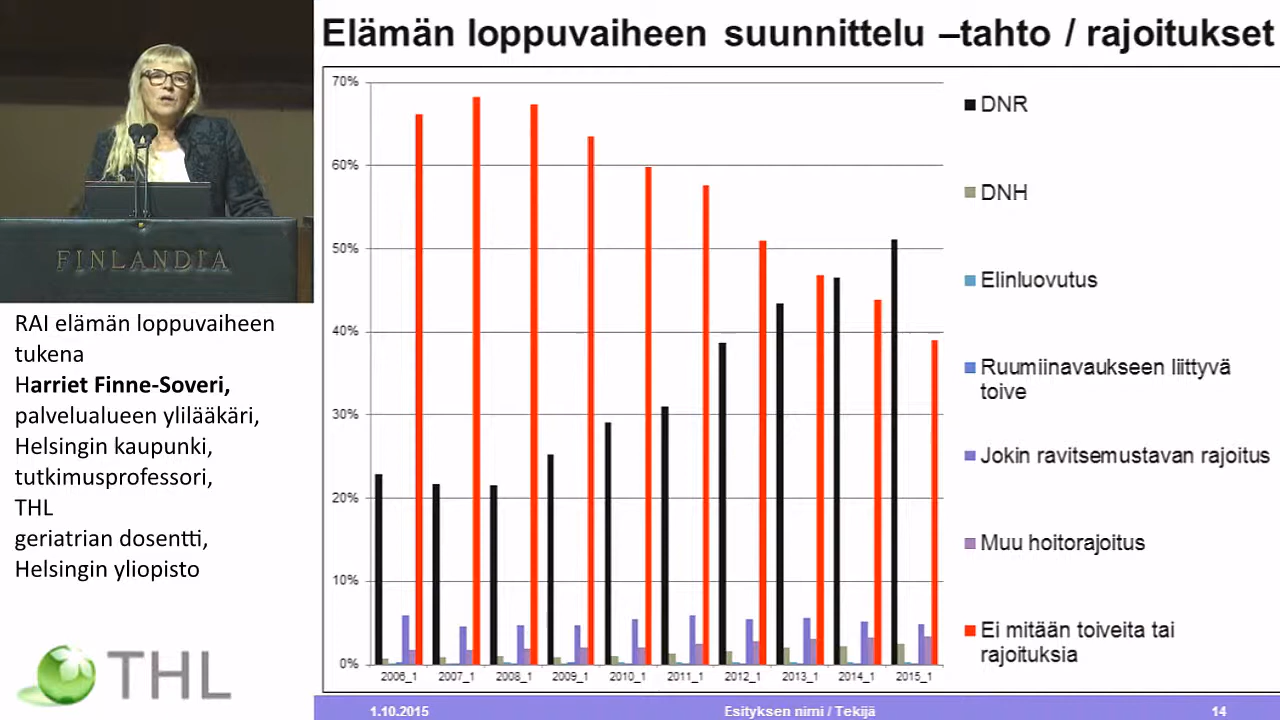 Elämän loppuvaiheen suunnittelu –tahto / rajoitukset
FINLANDIA
RAI elämän loppuvaiheen
tukena
Harriet Finne-Soveri,
palvelualueen ylilääkäri,
Helsingin kaupunki,
tutkimusprofessori,
THL
geriatrian dosentti,
Helsingin yliopisto
THL
70%
60%
50%
40%
30%
20%
10%
0%
2006_1 2007_1 2008_1 2009_1 2010_1 2011_1 2012_1 2013_1 2014_1 2015_1
DNR
DNH
Elinluovutus
Ruumiinavaukseen liittyvä
toive
Jokin ravitsemustavan rajoitus
Muu hoitorajoitus
Ei mitään toiveita tai
rajoituksia
1.10.2015 Esityksen nimi / Tekijä 14